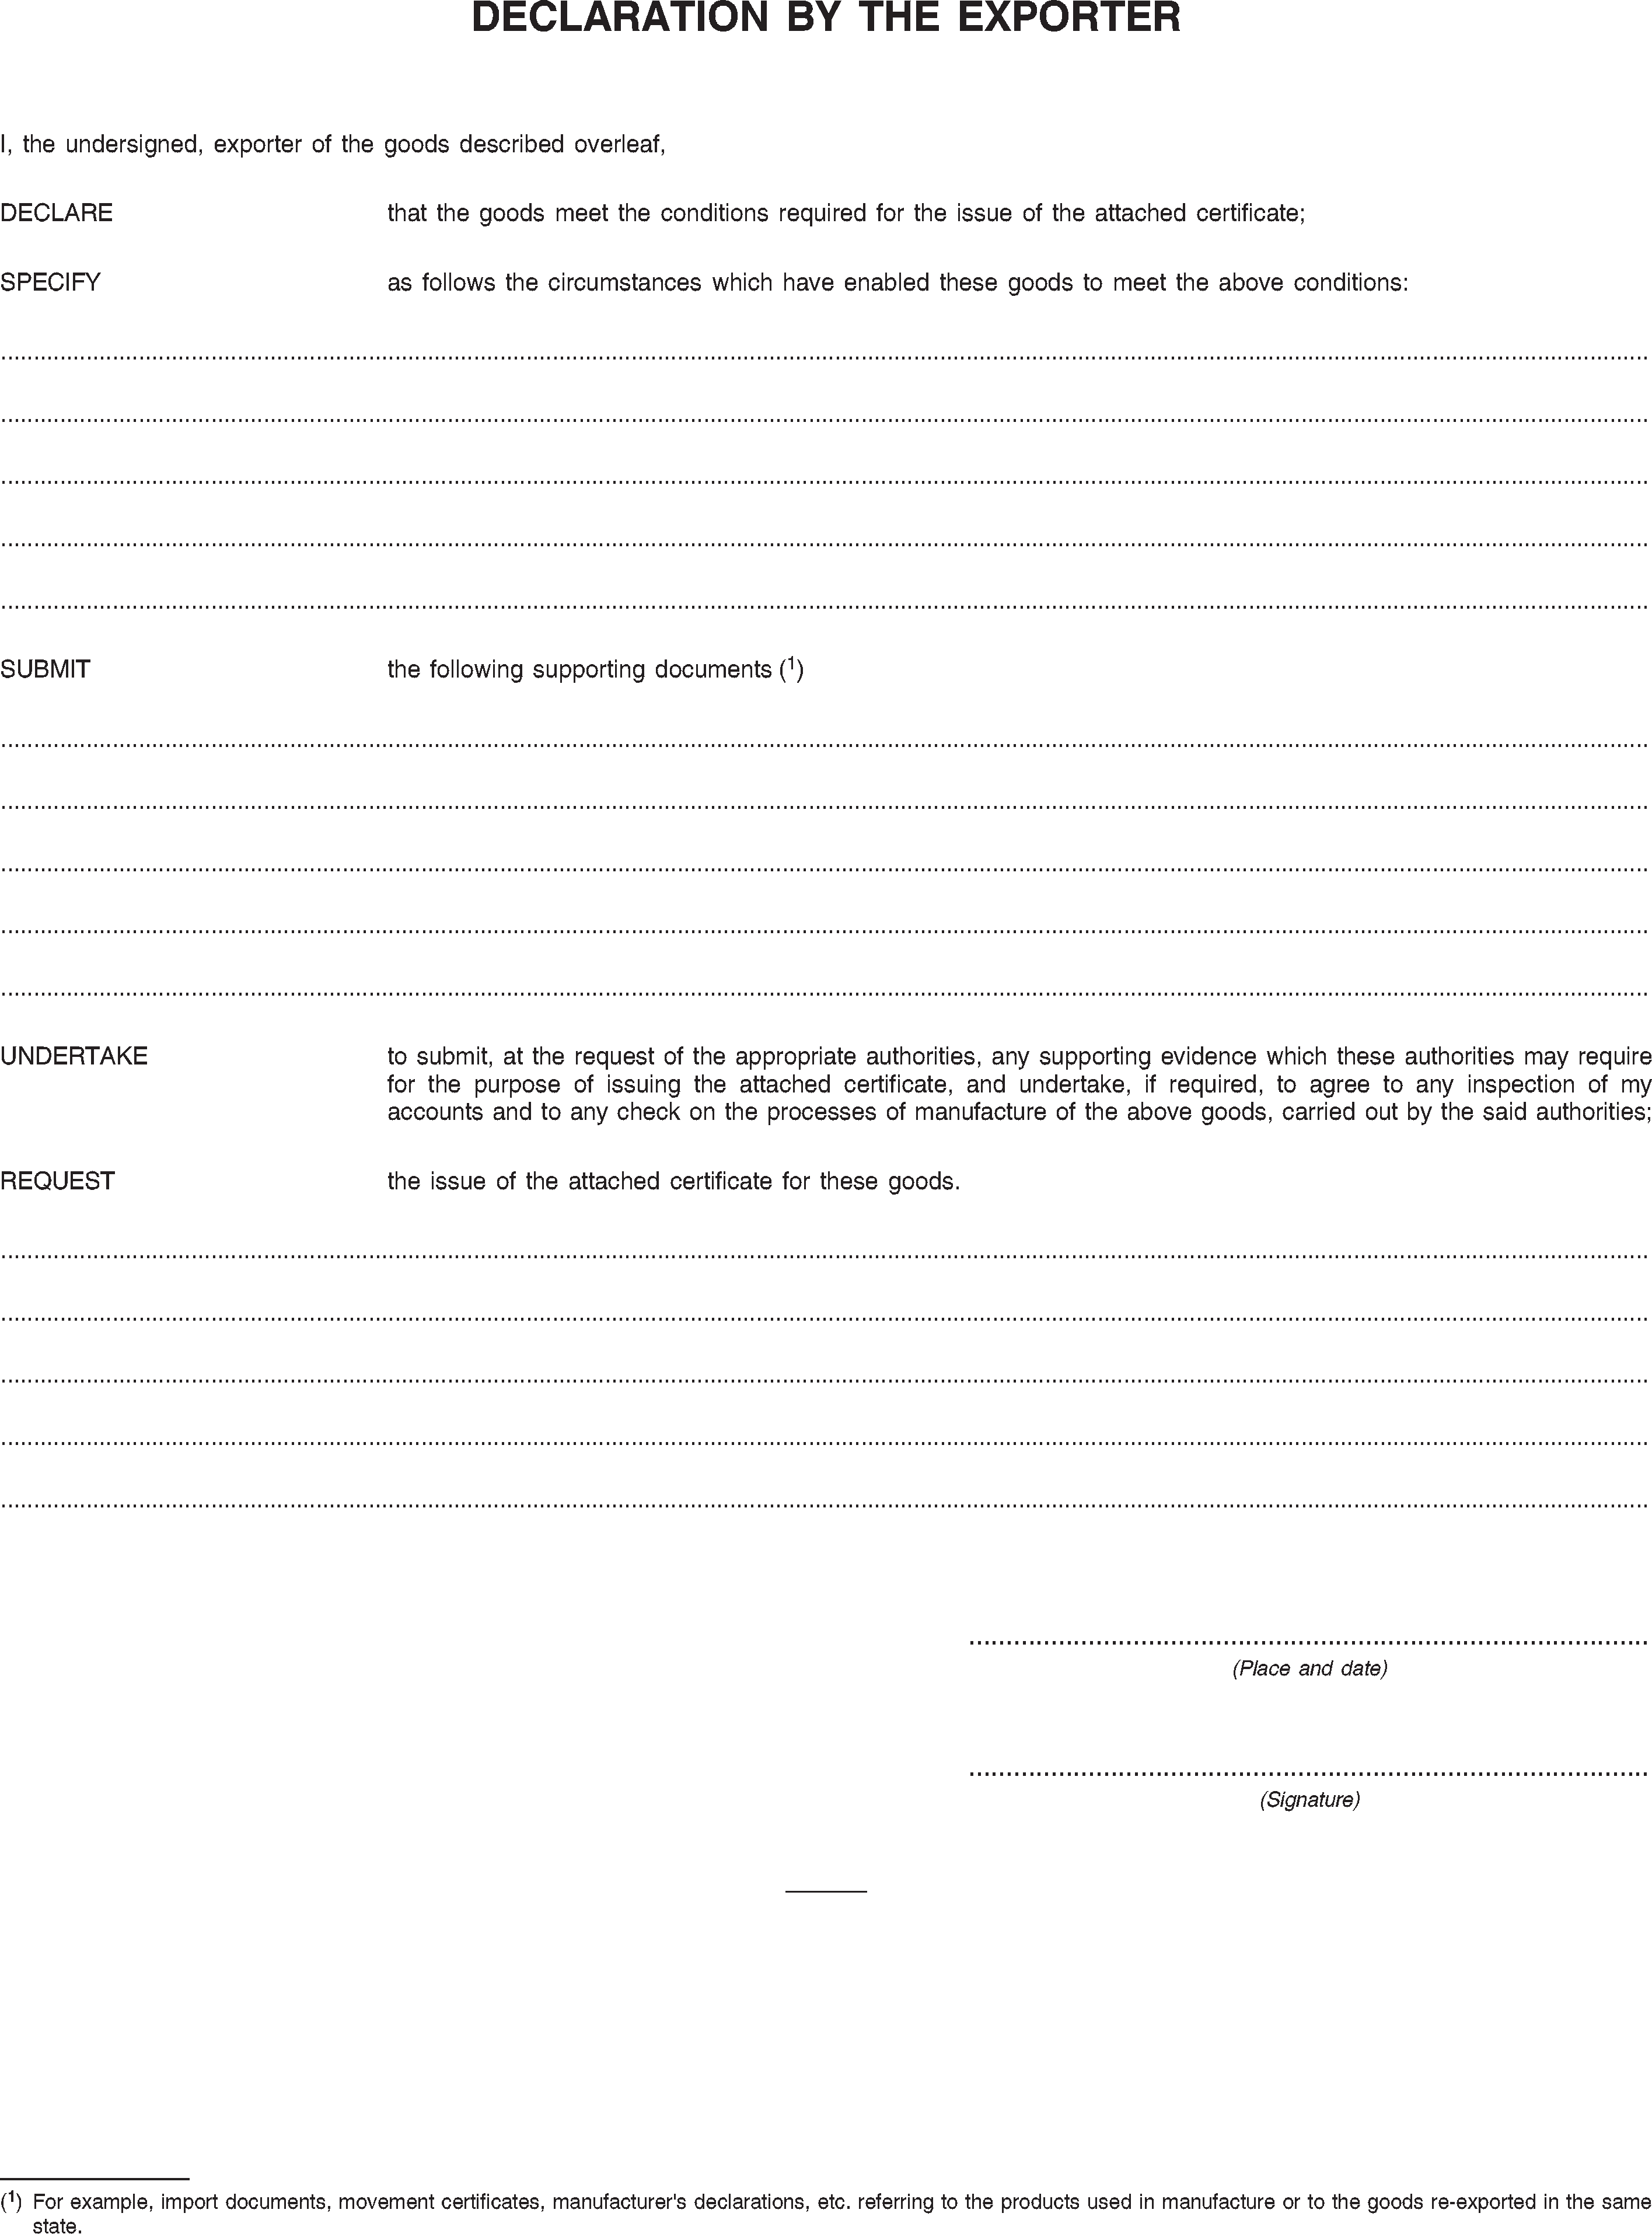 DECLARATION BY THE EXPORTER
I, the undersigned, exporter of the goods described overleaf,
DECLARE that the goods meet the conditions required for the issue of the attached certificate;
SPECIFY as follows the circumstances which have enabled these goods to meet the above conditions:
SUBMIT the following supporting documents (1)
UNDERTAKE to submit, at the request of the appropriate authorities, any supporting evidence which these authorities may require
for the purpose of issuing the attached certificate, and undertake, if required, to agree to any inspection of my
accounts and to any check on the processes of manufacture of the above goods, carried out by the said authorities;
REQUEST the issue of the attached certificate for these goods.
(Place and date)
(Signature)
(1) For example, import documents, movement certificates, manufacturer's declarations, etc. referring to the products used in manufacture or to the goods re-exported in the same
state.